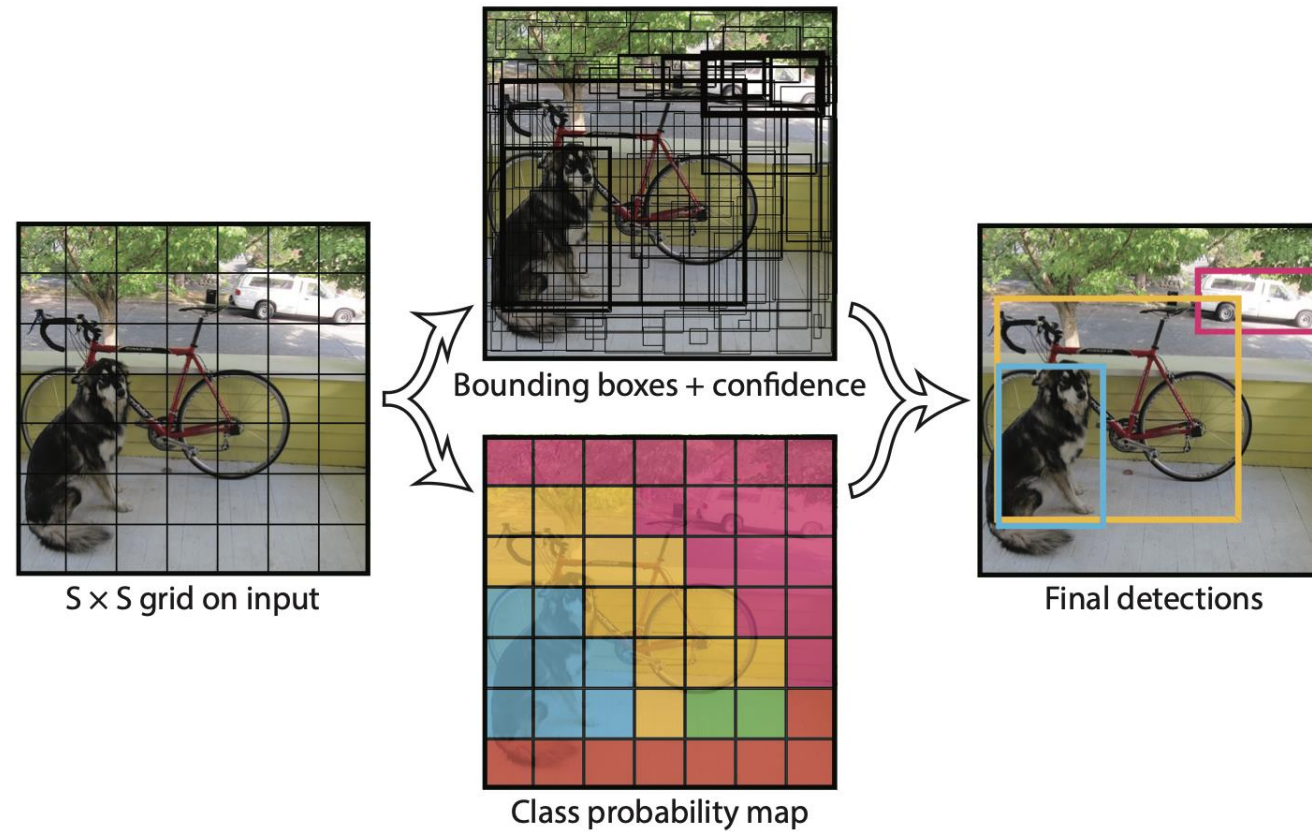 S × S grid on input
Bounding boxes + confidence
Class probability map
Final detections